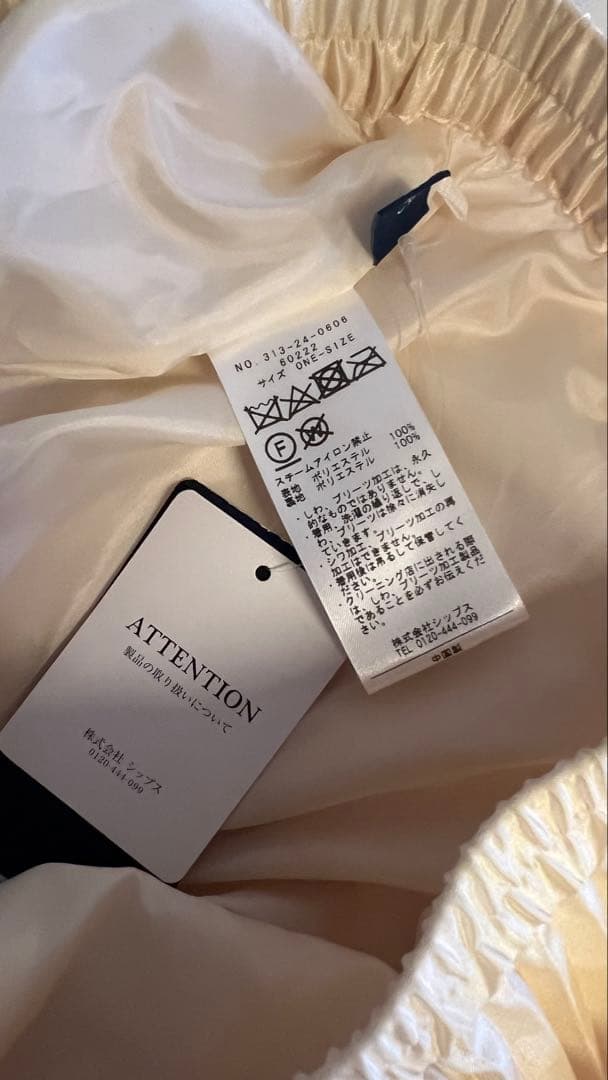 NO. 313-24-0606
60222
サイズ ONE-SIZE
F
W
スチームアイロン禁止
表地 ポリエステル 100%
裏地 ポリエステル 100%
・しわ、プリーツ加工は、永久
的なものではありません。
着用、洗濯の繰り返しで、し
わ、プリーツは徐々に消失し
ていきます。
・シワ加工、プリーツ加工の再
加工はできません。
・着用後は吊るして保管してく
ださい。
・クリーニング店に出される際
は、しわ、プリーツ加工製品
であることを必ずお伝えくだ
さい。
株式会社シップス
TEL 0120-444-099
中国製
ATTENTION
製品の取り扱いについて
株式会社 シップス
0120-444-099